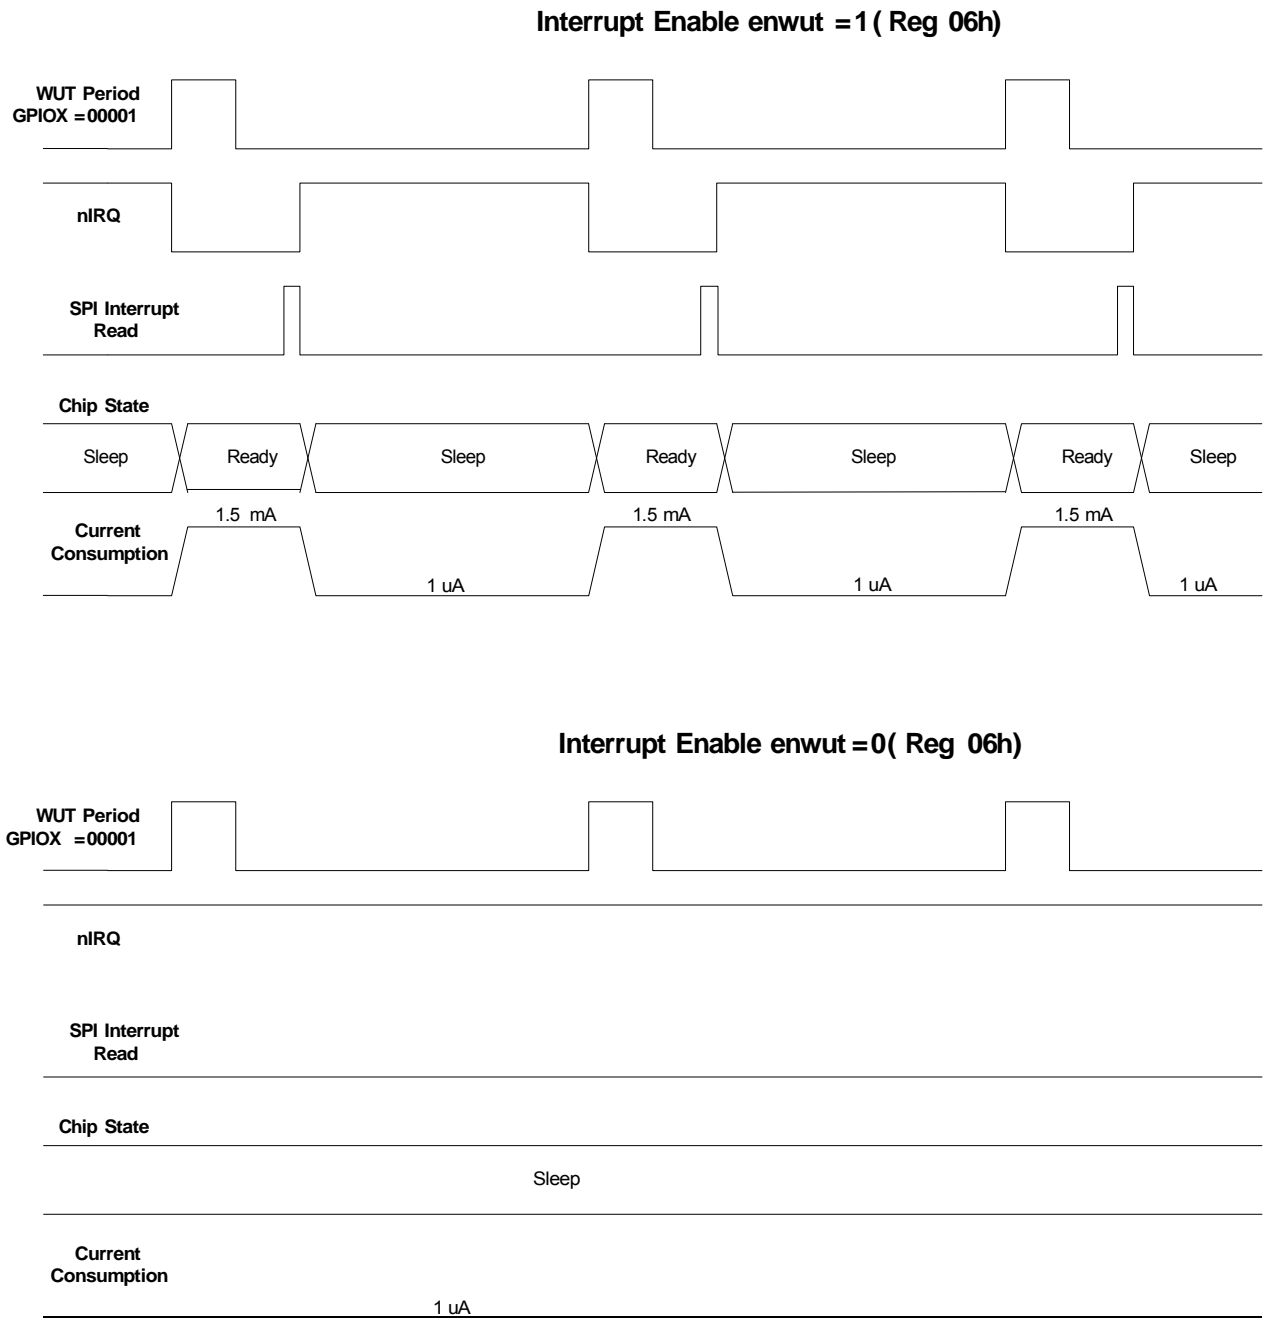 Interrupt Enable enwut =1( Reg 06h)
WUT Period
GPIOX =00001
nIRQ
SPI Interrupt
Read
Chip State
Sleep Ready Sleep Ready Sleep Ready Sleep
1.5 mA 1.5 mA 1.5 mA
Current
Consumption
1 uA 1 uA 1 uA
Interrupt Enable enwut =0( Reg 06h)
WUT Period
GPIOX =00001
nIRQ
SPI Interrupt
Read
Chip State
Sleep
Current
Consumption
1 uA